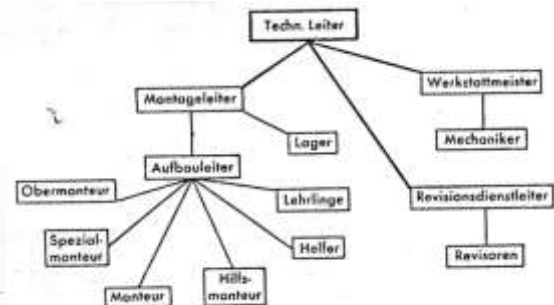 Techn. Leiter
Montageleiter
Werkstattmeister
Lager
Mechaniker
Aufbauleiter
Obermonteur
Lehrlinge
Revisionsdienstleiter
Spezial-
monteur
Helfer
Revisoren
Monteur
Hilfs-
monteur